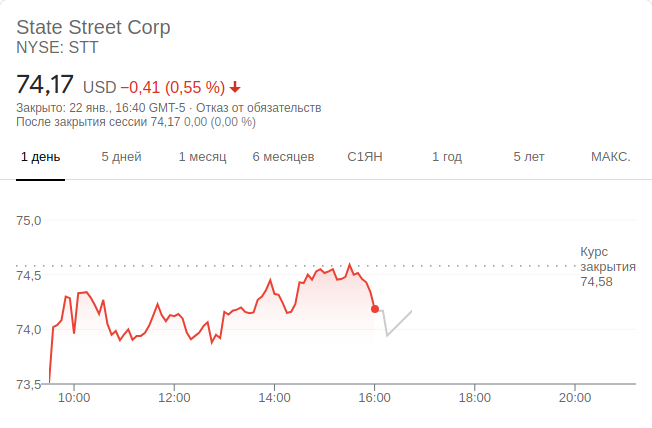 State Street Corp
NYSE: STT
74,17 USD −0,41 (0,55 %)
Закрыто: 22 янв., 16:40 GMT-5 · Отказ от обязательств
После закрытия сессии 74,17 0,00 (0,00 %)
1 день 5 дней 1 месяц 6 месяцев С1ЯН 1 год 5 лет МАКС.
75,0
Курс
закрытия
74,58
74,5
74,0
73,5
10:00 12:00 14:00 16:00 18:00 20:00